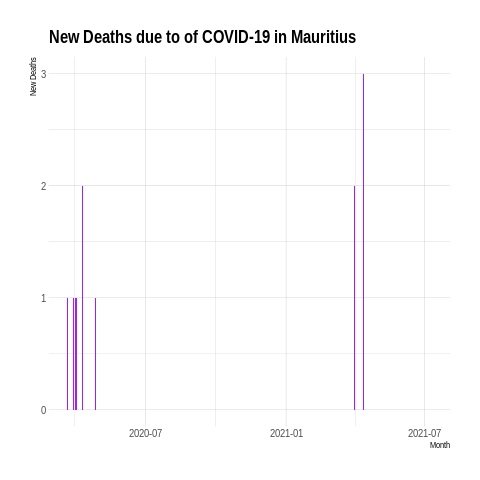 New Deaths due to of COVID-19 in Mauritius
New Deaths
3
2
1
0
2020-07
2021-01
2021-07
Month